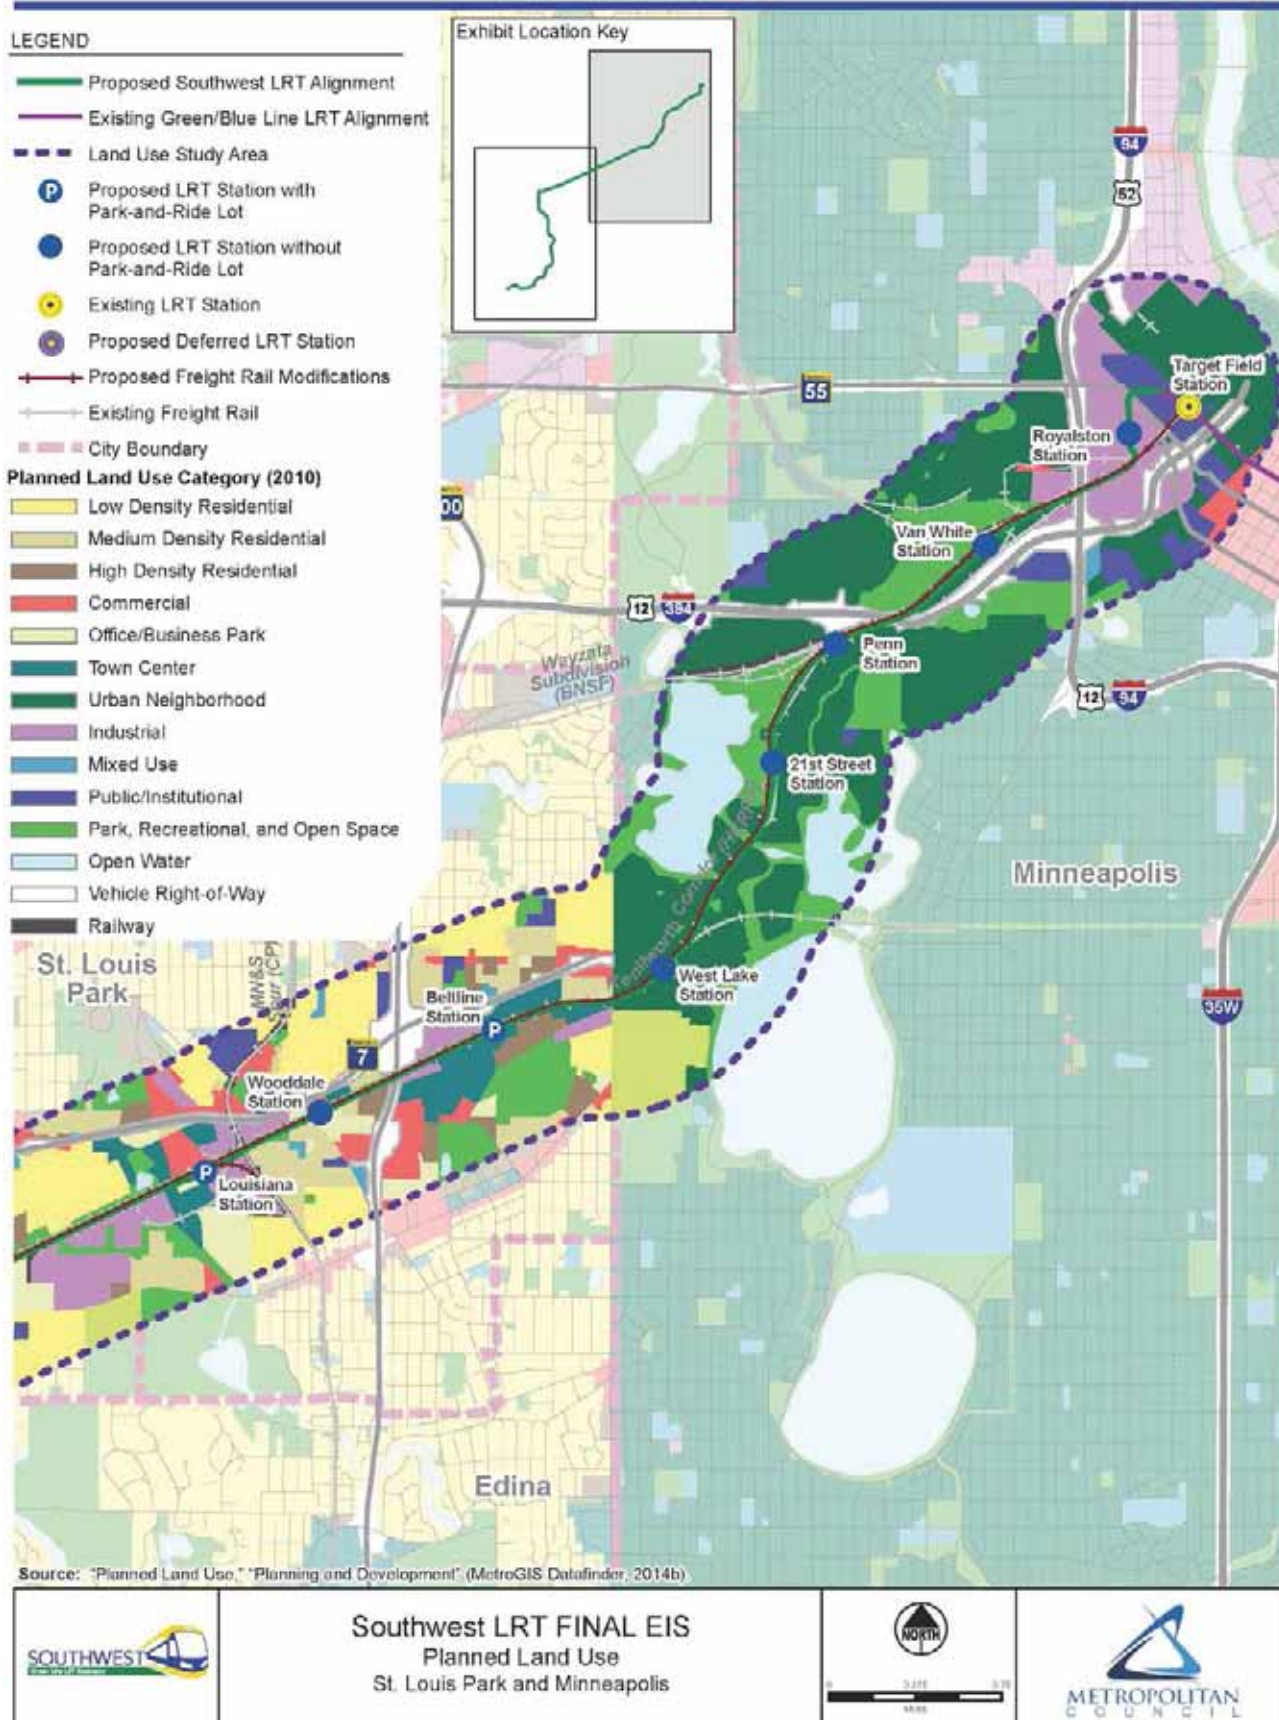 LEGEND
Proposed Southwest LRT Alignment
Existing Green/Blue Line LRT Alignment
Land Use Study Area
P
Proposed LRT Station with
Park-and-Ride Lot
Proposed LRT Station without
Park-and-Ride Lot
Existing LRT Station
Proposed Deferred LRT Station
Proposed Freight Rail Modifications
Existing Freight Rail
City Boundary
Planned Land Use Category (2010)
Low Density Residential
Medium Density Residential
High Density Residential
Commercial
Office/Business Park
Town Center
Urban Neighborhood
Industrial
Mixed Use
Public/Institutional
Park, Recreational, and Open Space
Open Water
Vehicle Right-of-Way
Railway
Exhibit Location Key
94
52
55
Target Field
Station
Royalston
Station
Van White
Station
00
12
394
Penn
Station
Wayzata
Subdivision
(BNSF)
12
94
21st Street
Station
Minneapolis
St. Louis
Park
MN&S
Spur (CP)
Beltline
Station
P
West Lake
Station
35W
7
Wooddale
Station
P
Louisiana
Station
Edina
Source: "Planned Land Use," "Planning and Development" (MetroGIS Datafinder, 2014b)
SOUTHWEST
Southwest LRT FINAL EIS
Planned Land Use
St. Louis Park and Minneapolis
NORTH
METROPOLITAN
COUNCIL